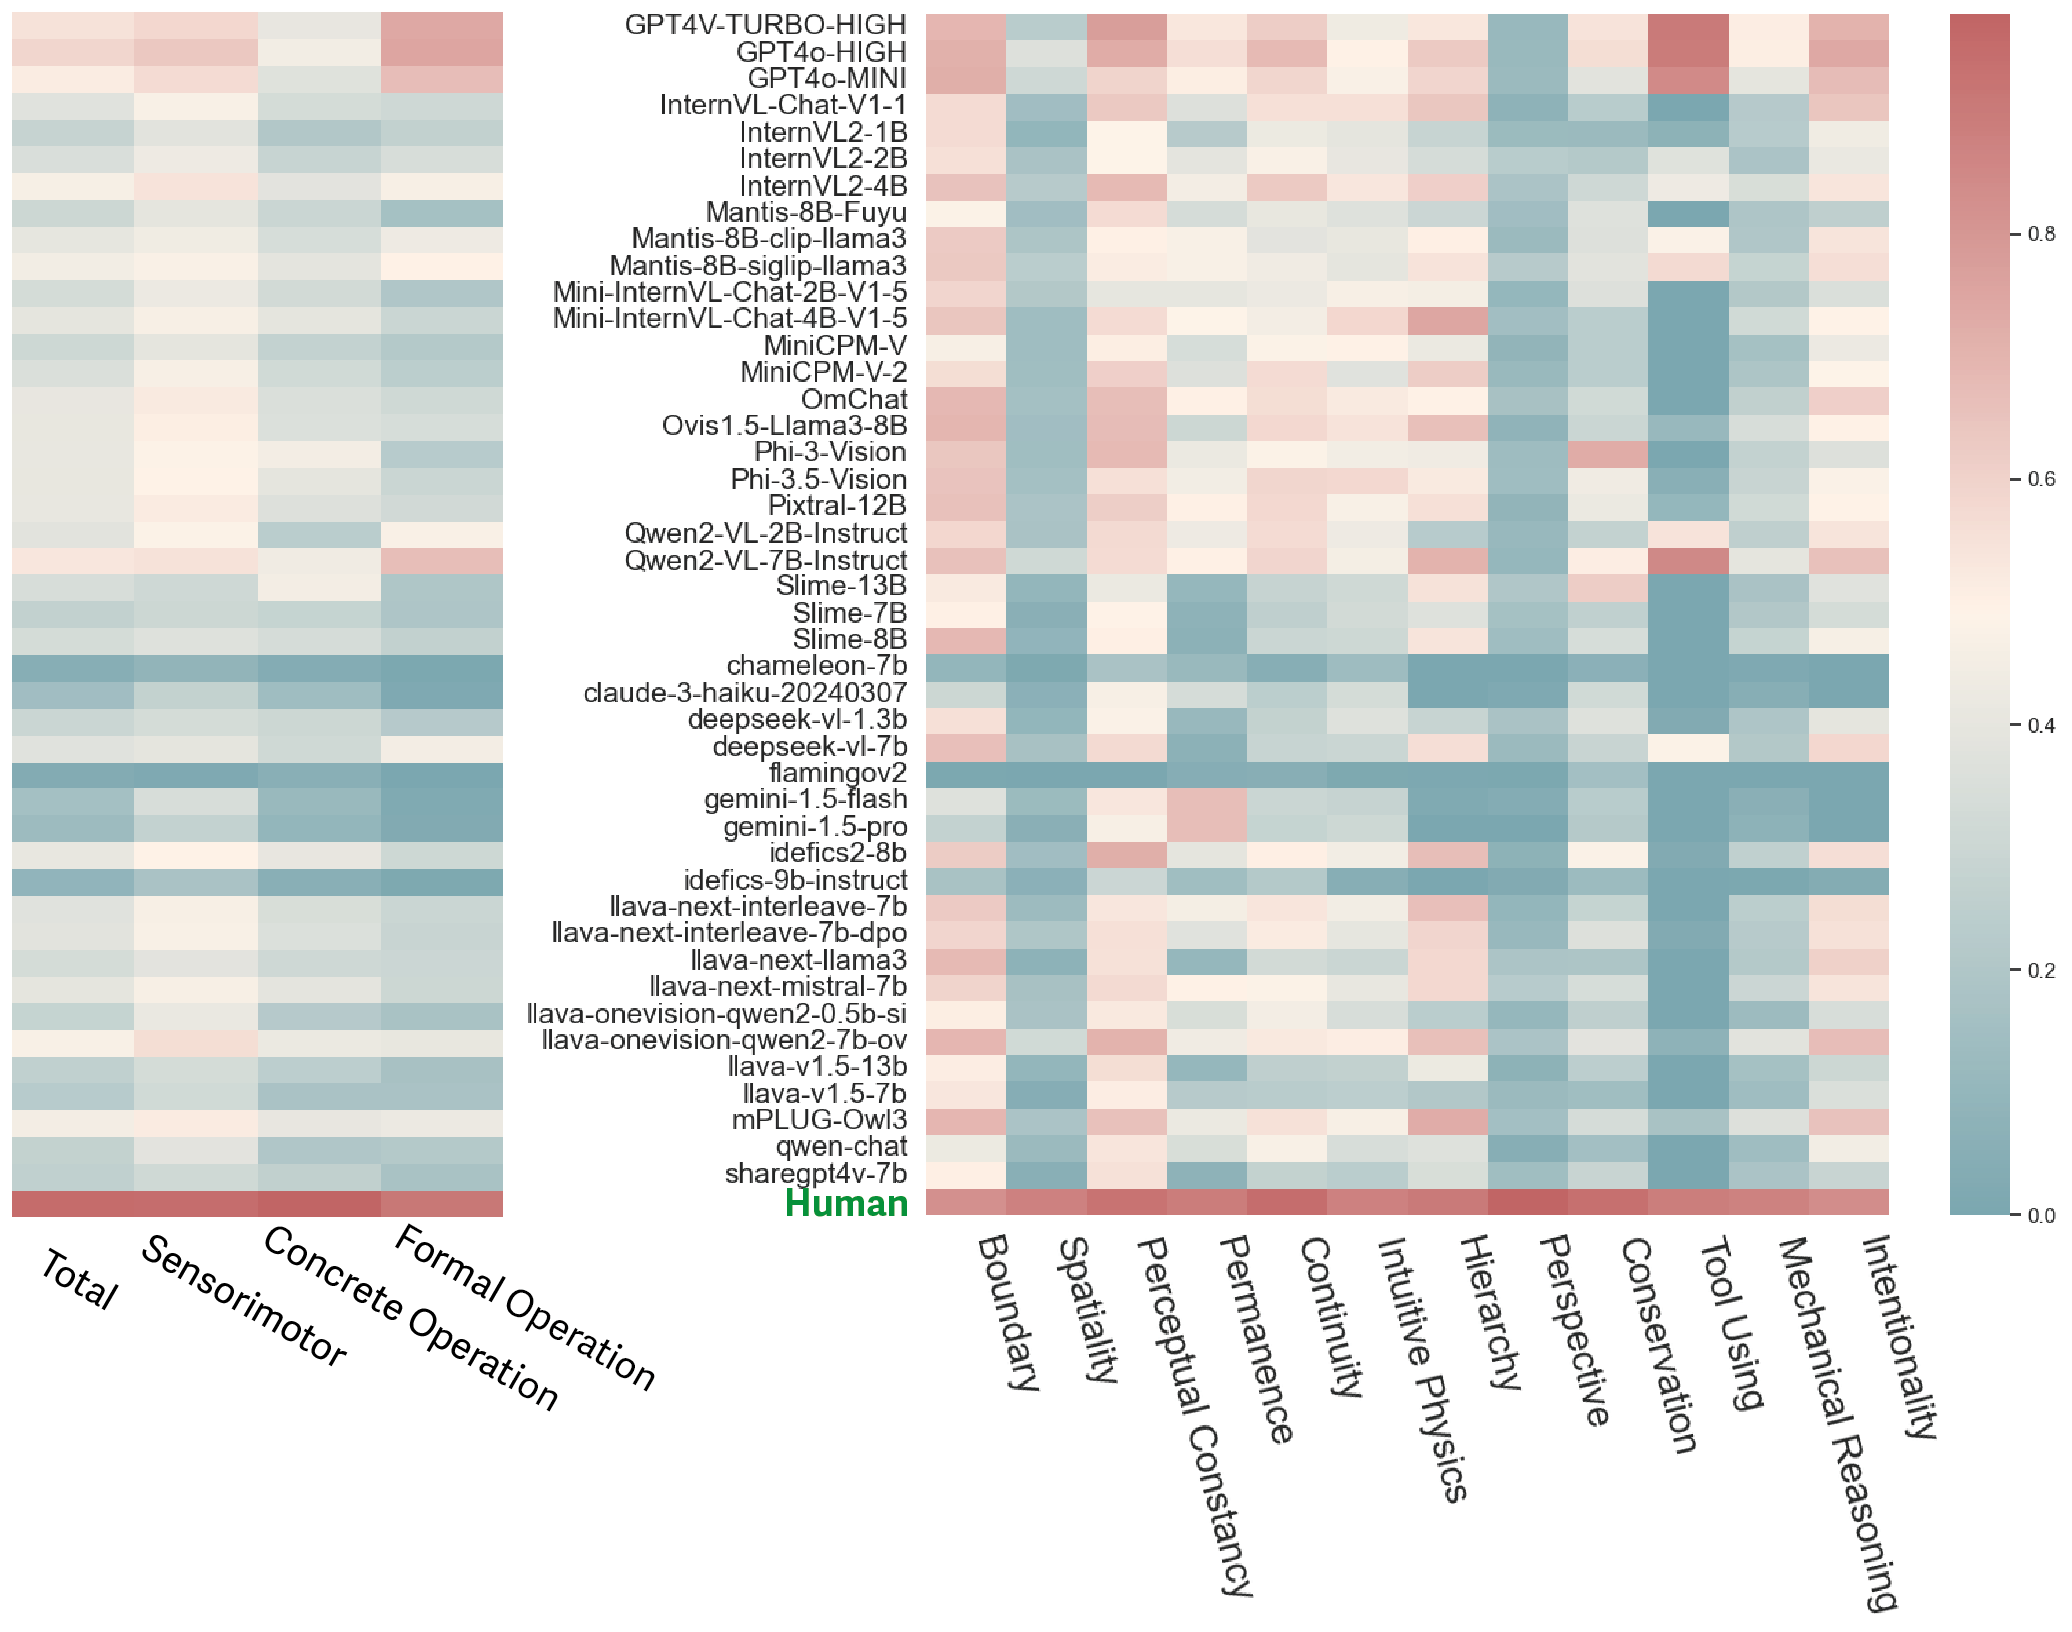 GPT4V-TURBO-HIGH
GPT4o-HIGH
GPT4o-MINI
InternVL-Chat-V1-1
InternVL2-1B
InternVL2-2B
InternVL2-4B
Mantis-8B-Fuyu
Mantis-8B-clip-llama3
Mantis-8B-siglip-llama3
Mini-InternVL-Chat-2B-V1-5
Mini-InternVL-Chat-4B-V1-5
MiniCPM-V
MiniCPM-V-2
OmChat
Ovis1.5-Llama3-8B
Phi-3-Vision
Phi-3.5-Vision
Pixtral-12B
Qwen2-VL-2B-Instruct
Qwen2-VL-7B-Instruct
Slime-13B
Slime-7B
Slime-8B
chameleon-7b
claude-3-haiku-20240307
deepseek-vl-1.3b
deepseek-vl-7b
flamingov2
gemini-1.5-flash
gemini-1.5-pro
idefics2-8b
idefics-9b-instruct
llava-next-interleave-7b
llava-next-interleave-7b-dpo
llava-next-llama3
llava-next-mistral-7b
llava-onevision-qwen2-0.5b-si
llava-onevision-qwen2-7b-ov
llava-v1.5-13b
llava-v1.5-7b
mPLUG-Owl3
qwen-chat
sharegpt4v-7b
Human
Total
Sensorimotor
Concrete Operation
Formal Operation
Boundary
Spatiality
Perceptual Constancy
Permanence
Continuity
Intuitive Physics
Hierarchy
Perspective
Conservation
Tool Using
Mechanical Reasoning
Intentionality
0.8
0.6
0.4
0.2
0.0